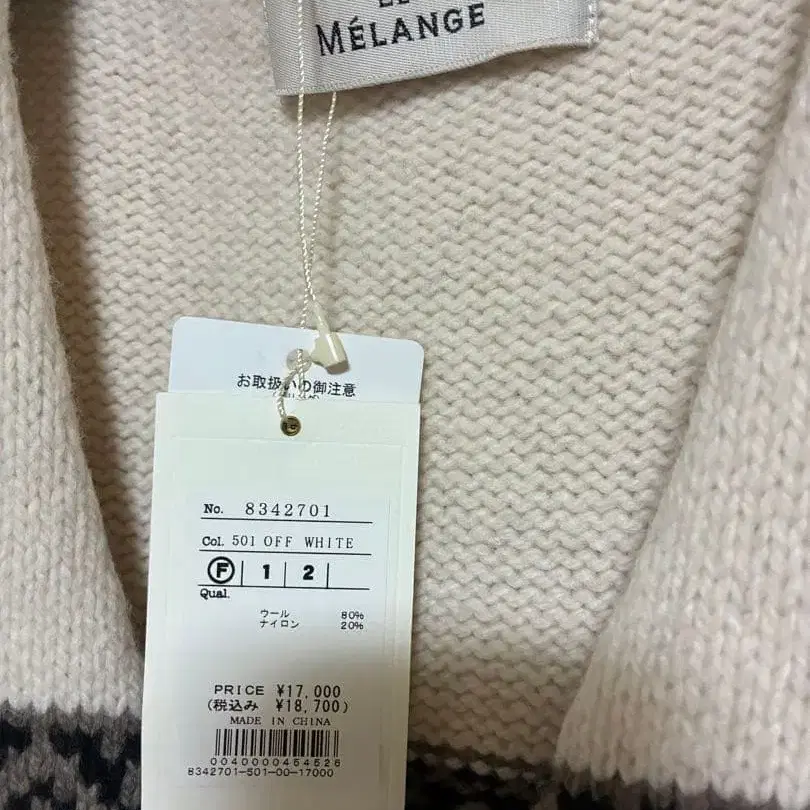 MÉLANGE
お取扱いの御注意
No. 8342701
Col. 501 OFF WHITE
F 1 2
Qual.
ウール 80%
ナイロン 20%
PRICE ¥17,000
(税込み ¥18,700)
MADE IN CHINA
0040000454526
8342701-501-00-17000